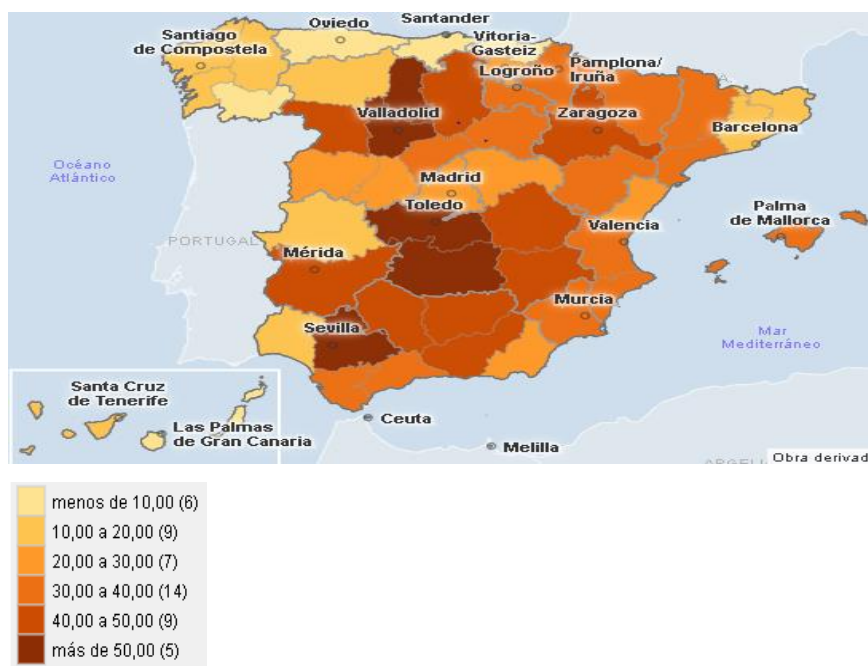 Oviedo
Santander
Santiago
de Compostela
Vitoria-
Gasteiz
Pamplona/
Iruña
Logroño
Valladolid
Zaragoza
Barcelona
Océano
Atlántico
Madrid
Toledo
Palma
de Mallorca
Valencia
PORTUGAL
Mérida
Murcia
Sevilla
Mar
Mediterráneo
Santa Cruz
de Tenerife
Las Palmas
de Gran Canaria
Ceuta
Melilla
Obra derivad
menos de 10,00 (6)
10,00 a 20,00 (9)
20,00 a 30,00 (7)
30,00 a 40,00 (14)
40,00 a 50,00 (9)
más de 50,00 (5)